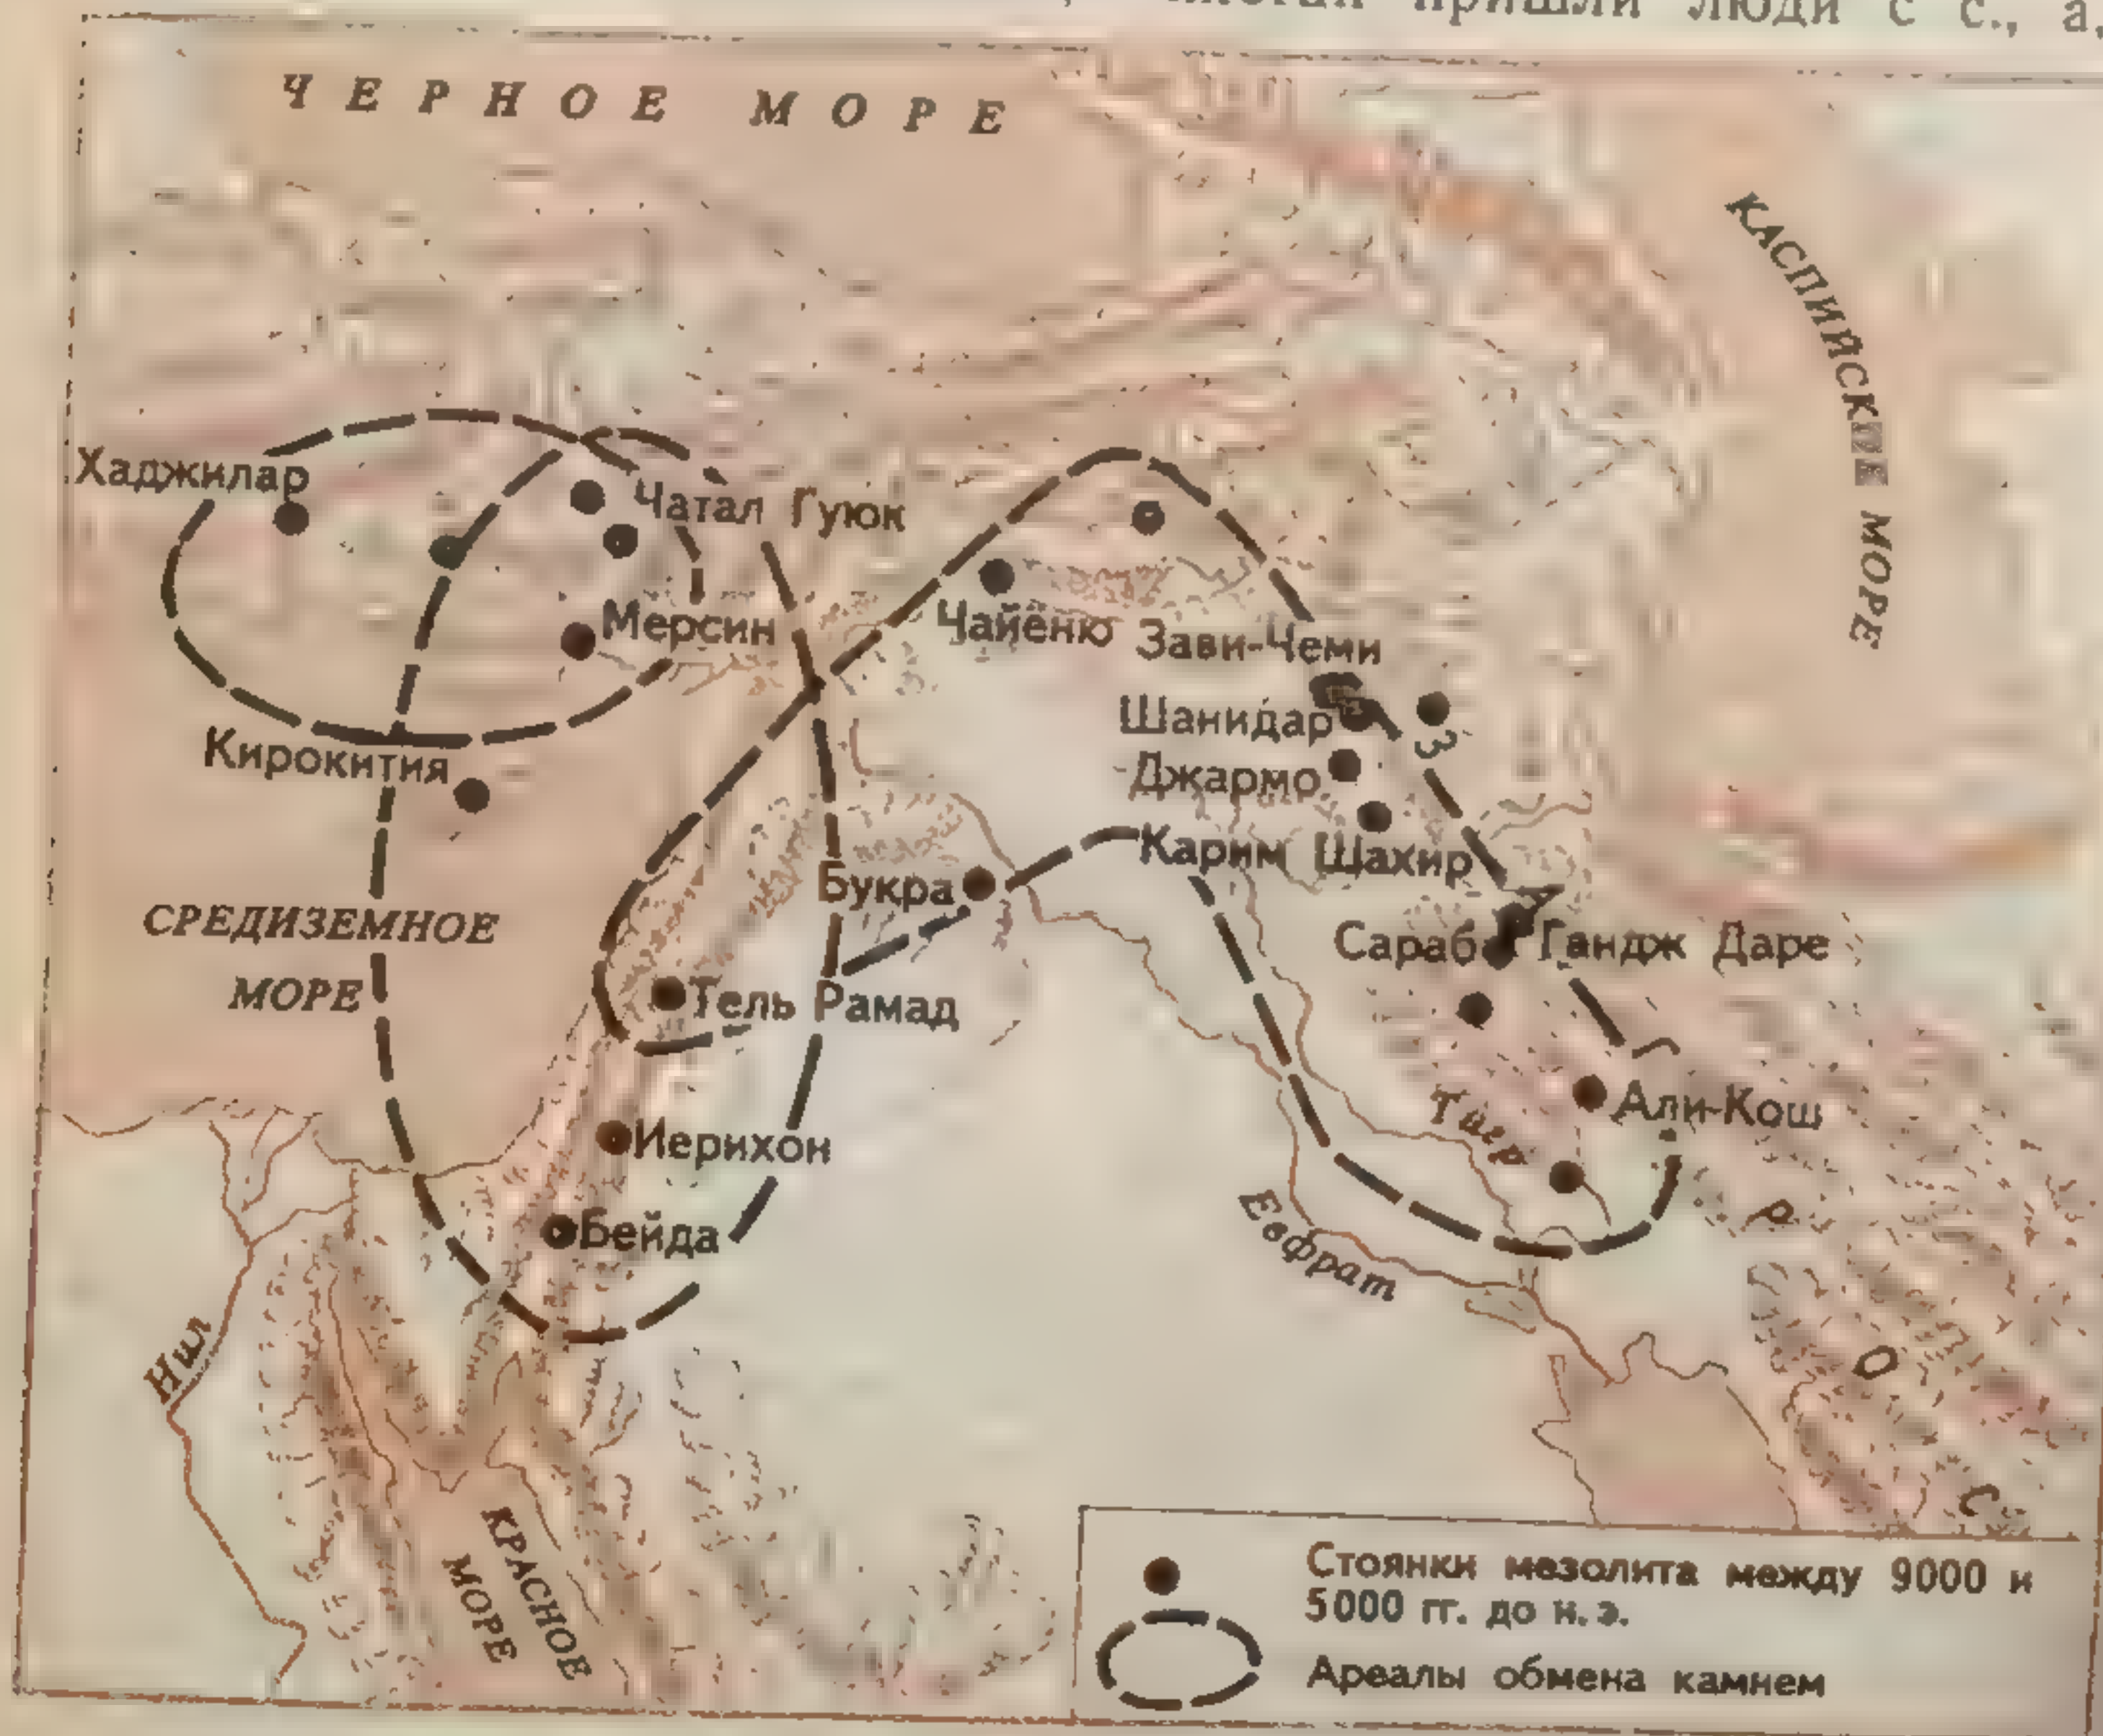 пришли люди с с., а,
ЧЕРНОЕ МОРЕ
КАСПИЙСКИЕ МОРЕ
Хаджилар
Чатал Гуюк
Мерсин
Чайёню
Зави-Чеми
Шанидар
З
Кирокития
Джармо
Карим Шахир
Букра
СРЕДИЗЕМНОЕ
МОРЕ
Сараб
Гандж Даре
Тель Рамад
Али-Кош
Тигр
Иерихон
Бейда
Евфрат
Р
О
С
Нил
КРАСНОЕ
МОРЕ
Стоянки мезолита между 9000 и
5000 гг. до н.э.
Ареалы обмена камнем